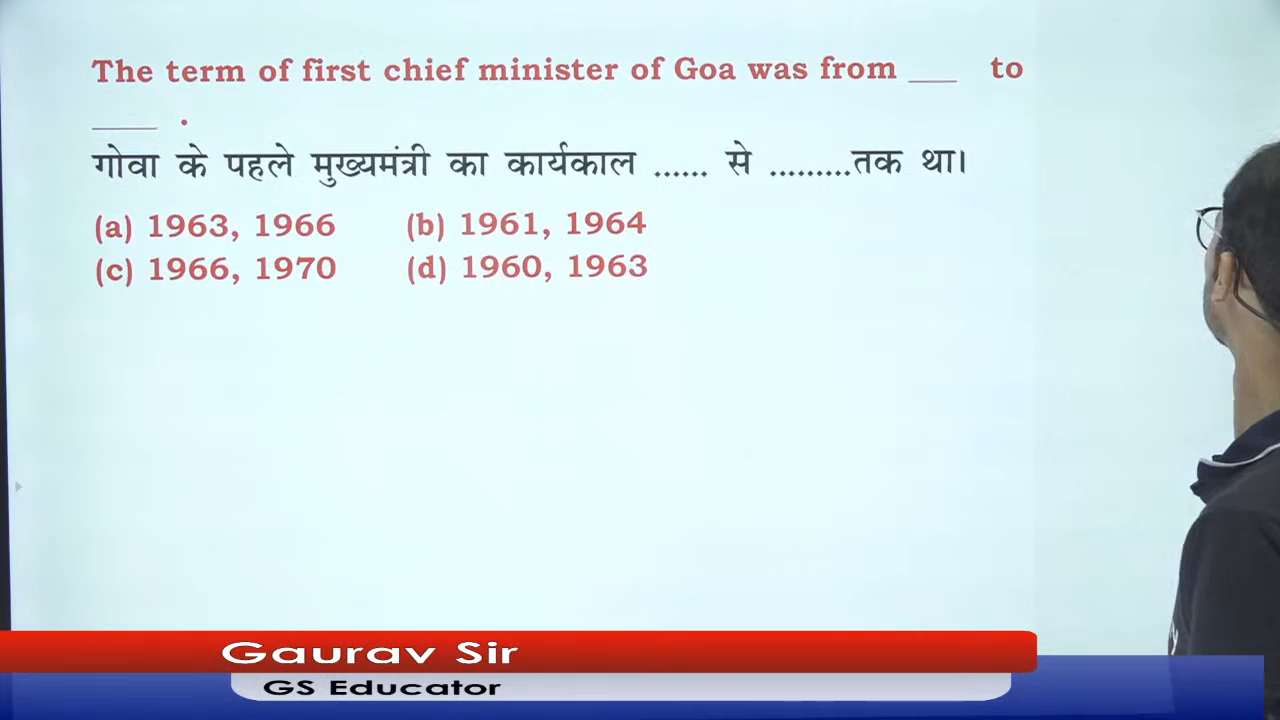 The term of first chief minister of Goa was from ___ to
____ .
गोवा के पहले मुख्यमंत्री का कार्यकाल ...... से .........तक था।
(a) 1963, 1966 (b) 1961, 1964
(c) 1966, 1970 (d) 1960, 1963
Gaurav Sir
GS Educator